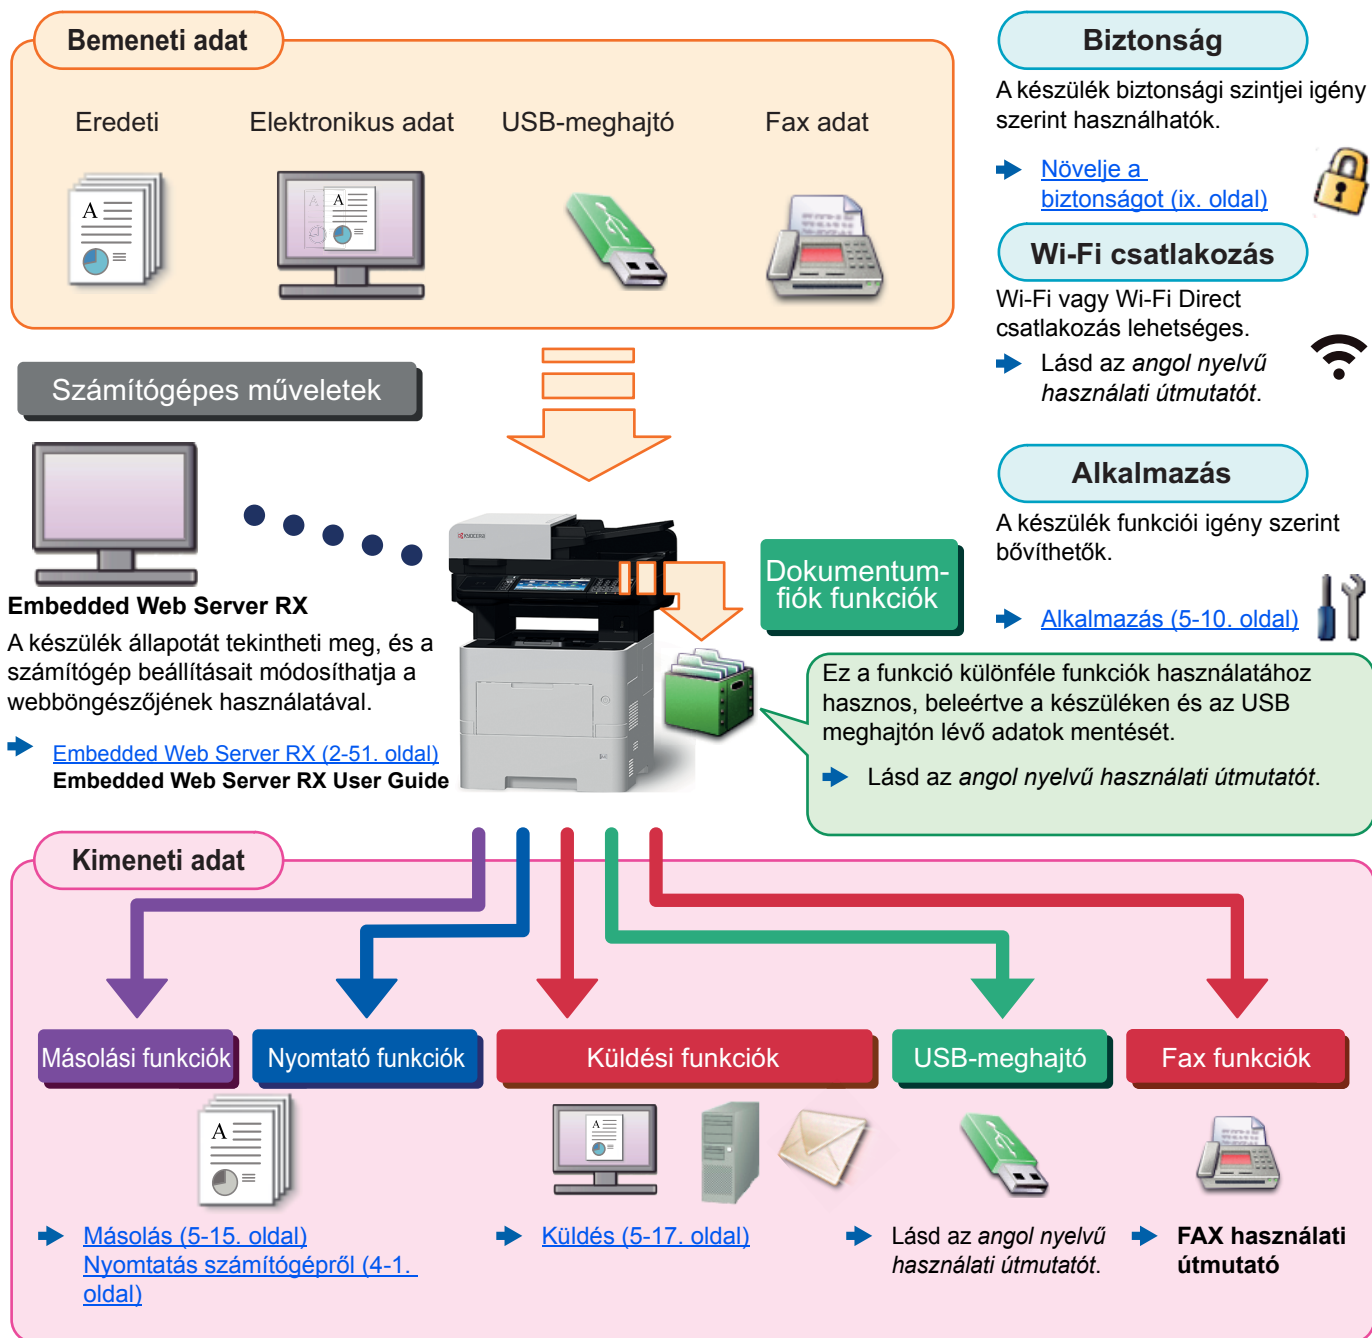 Bemeneti adat
Eredeti
Elektronikus adat
USB-meghajtó
Fax adat
Biztonság
A készülék biztonsági szintjei igény
szerint használhatók.
Növelje a
biztonságot (ix. oldal)
Wi-Fi csatlakozás
Wi-Fi vagy Wi-Fi Direct
csatlakozás lehetséges.
Lásd az angol nyelvű
használati útmutatót.
Számítógépes műveletek
Alkalmazás
A készülék funkciói igény szerint
bővíthetők.
Alkalmazás (5-10. oldal)
KYOCERA
Dokumentum-
fiók funkciók
Embedded Web Server RX
A készülék állapotát tekintheti meg, és a
számítógép beállításait módosíthatja a
webböngészőjének használatával.
Embedded Web Server RX (2-51. oldal)
Embedded Web Server RX User Guide
Ez a funkció különféle funkciók használatához
hasznos, beleértve a készüléken és az USB
meghajtón lévő adatok mentését.
Lásd az angol nyelvű használati útmutatót.
Kimeneti adat
Másolási funkciók
Nyomtató funkciók
Küldési funkciók
USB-meghajtó
Fax funkciók
Másolás (5-15. oldal)
Nyomtatás számítógépről (4-1.
oldal)
Küldés (5-17. oldal)
Lásd az angol nyelvű
használati útmutatót.
FAX használati
útmutató